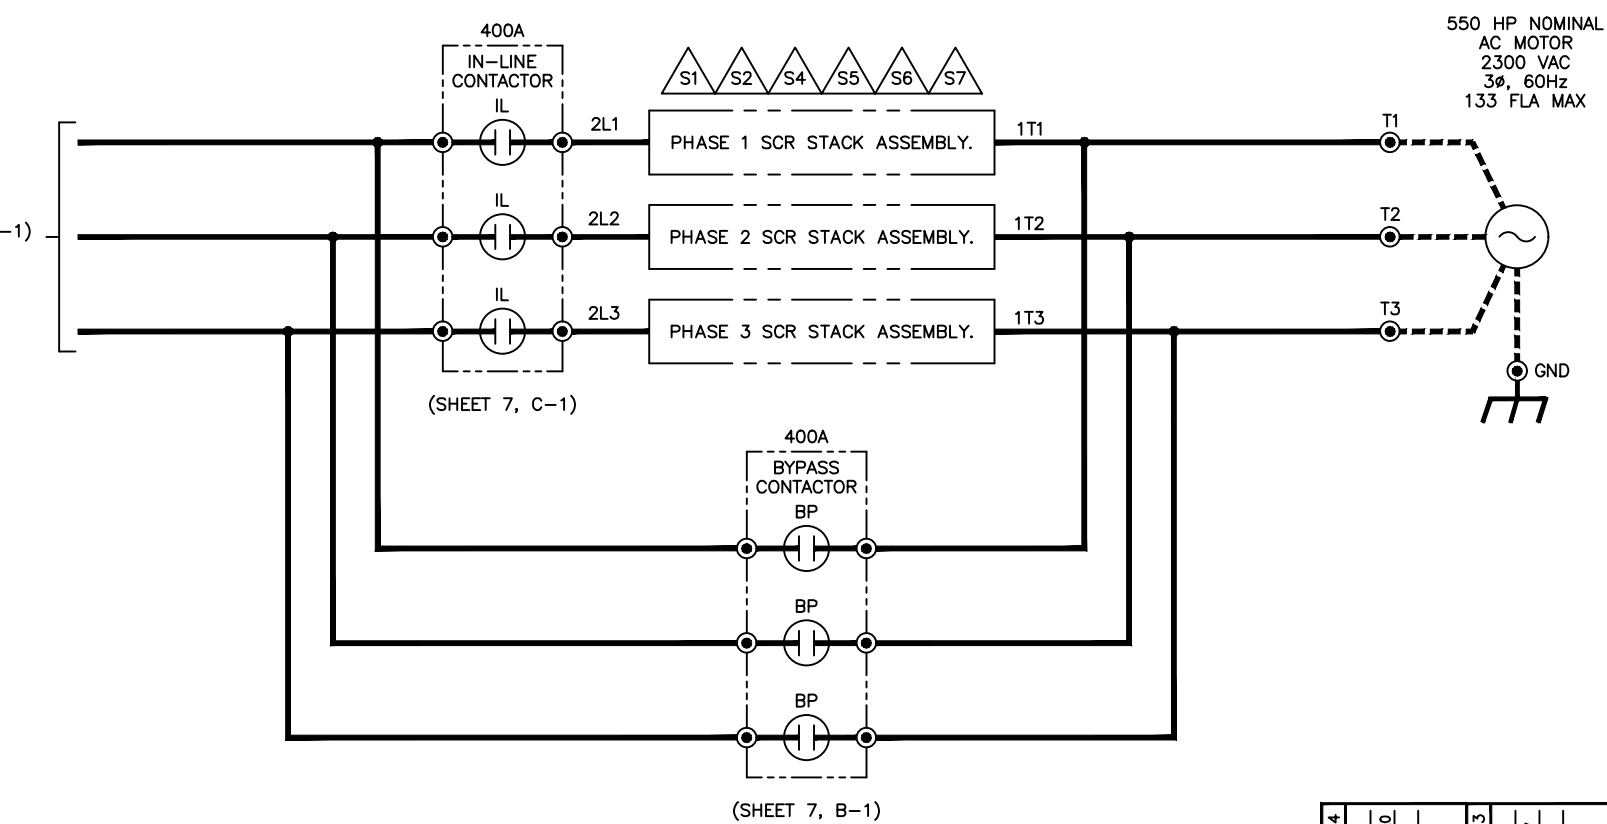 400A
IN-LINE
CONTACTOR
IL
2L1
S1 S2 S4 S5 S6 S7
PHASE 1 SCR STACK ASSEMBLY.
1T1
T1
550 HP NOMINAL
AC MOTOR
2300 VAC
3ø, 60Hz
133 FLA MAX
-1)
IL
2L2
PHASE 2 SCR STACK ASSEMBLY.
1T2
T2
IL
2L3
PHASE 3 SCR STACK ASSEMBLY.
1T3
T3
GND
(SHEET 7, C-1)
400A
BYPASS
CONTACTOR
BP
BP
BP
(SHEET 7, B-1)
4
3